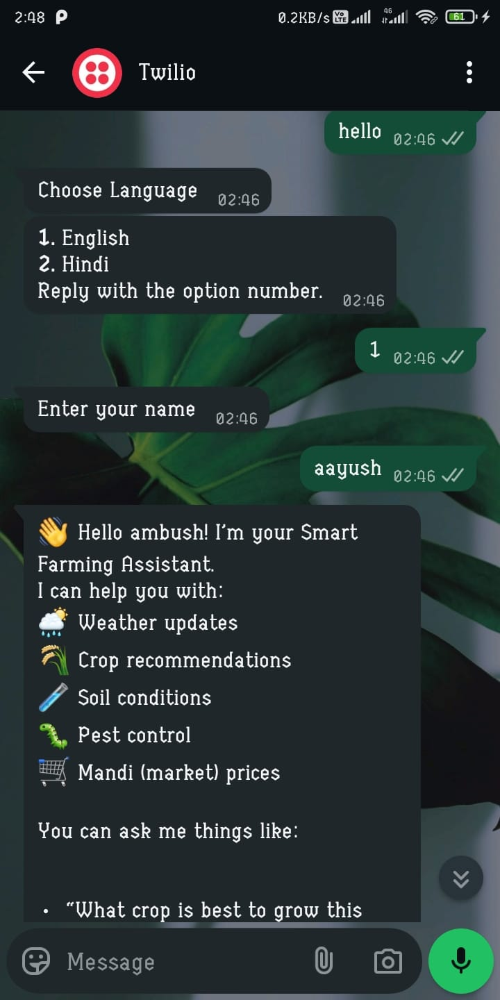 2:48
0.2KB/s Vo LTE 4G 61
Twilio
hello 02:46
Choose Language 02:46
1. English
2. Hindi
Reply with the option number. 02:46
1 02:46
Enter your name 02:46
aayush 02:46
👋 Hello ambush! I'm your Smart
Farming Assistant.
I can help you with:
🌦️ Weather updates
🌾 Crop recommendations
🧪 Soil conditions
🐛 Pest control
🛒 Mandi (market) prices
You can ask me things like:
• “What crop is best to grow this
Message